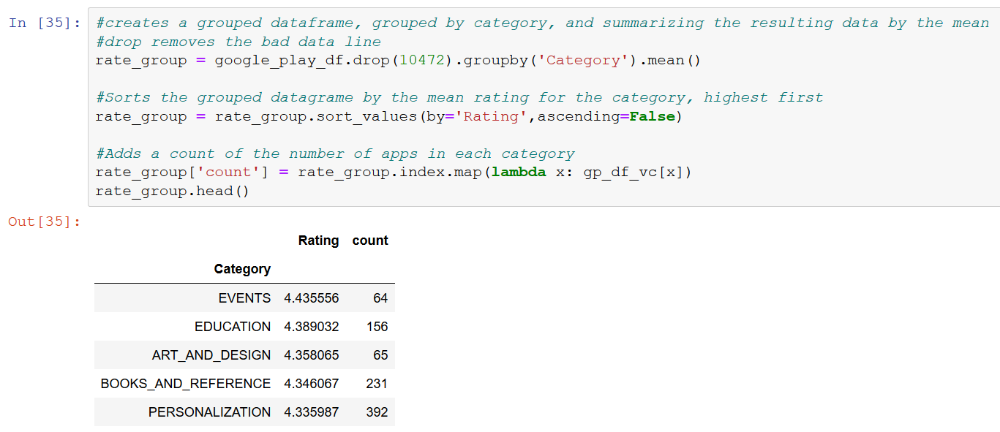 In [35]: #creates a grouped dataframe, grouped by category, and summarizing the resulting data by the mean
#drop removes the bad data line
rate_group = google_play_df.drop(10472).groupby('Category').mean()
#Sorts the grouped datagrame by the mean rating for the category, highest first
rate_group = rate_group.sort_values(by='Rating',ascending=False)
#Adds a count of the number of apps in each category
rate_group['count'] = rate_group.index.map(lambda x: gp_df_vc[x])
rate_group.head()
Out[35]:
Rating count
Category
EVENTS 4.435556 64
EDUCATION 4.389032 156
ART_AND_DESIGN 4.358065 65
BOOKS_AND_REFERENCE 4.346067 231
PERSONALIZATION 4.335987 392